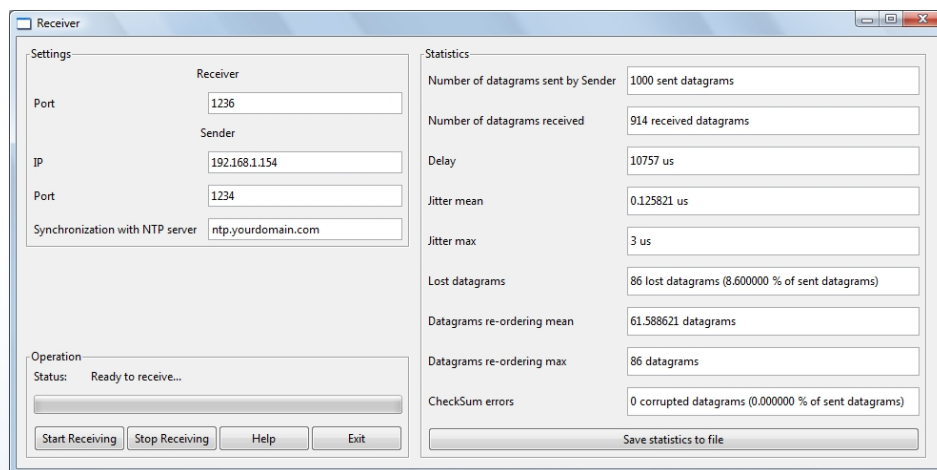 Receiver
Settings
Receiver
Port 1236
Sender
IP 192.168.1.154
Port 1234
Synchronization with NTP server ntp.yourdomain.com
Operation
Status: Ready to receive...
Start Receiving Stop Receiving Help Exit
Statistics
Number of datagrams sent by Sender 1000 sent datagrams
Number of datagrams received 914 received datagrams
Delay 10757 us
Jitter mean 0.125821 us
Jitter max 3 us
Lost datagrams 86 lost datagrams (8.600000 % of sent datagrams)
Datagrams re-ordering mean 61.588621 datagrams
Datagrams re-ordering max 86 datagrams
CheckSum errors 0 corrupted datagrams (0.000000 % of sent datagrams)
Save statistics to file